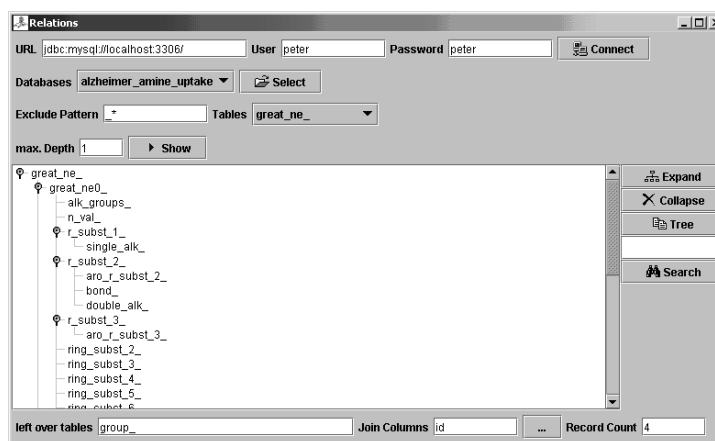 Relations
URL jdbc:mysql://localhost:3306/ User peter Password peter Connect
Databases alzheimer_amine_uptake Select
Exclude Pattern _* Tables great_ne_
max. Depth 1 Show
great_ne_
great_ne0_
alk_groups_
n_val_
r_subst_1_
single_alk_
r_subst_2_
aro_r_subst_2_
bond_
double_alk_
r_subst_3_
aro_r_subst_3_
ring_subst_2_
ring_subst_3_
ring_subst_4_
ring_subst_5_
ring_subst_6_
Expand
Collapse
Tree
Search
left over tables group_ Join Columns id ... Record Count 4